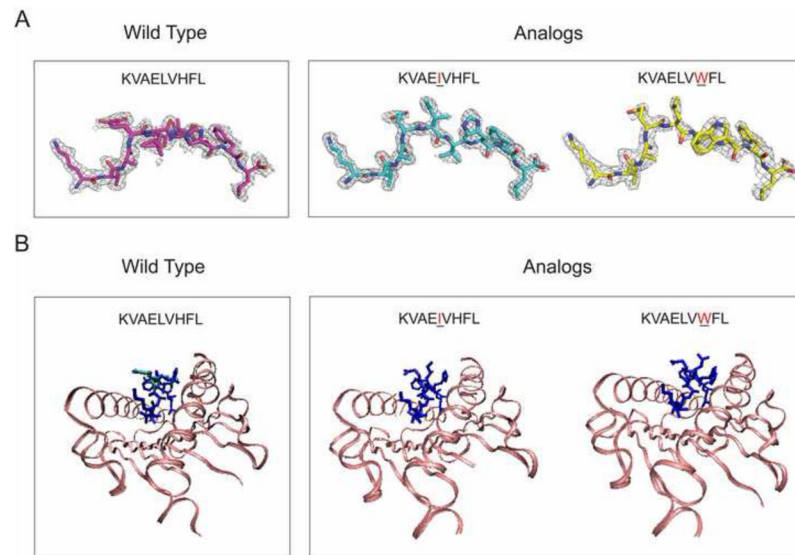 A
Wild Type
Analogs
KVAELVHFL
KVAEIVHFL
KVAELVWFL
B
Wild Type
Analogs
KVAELVHFL
KVAEIVHFL
KVAELVWFL